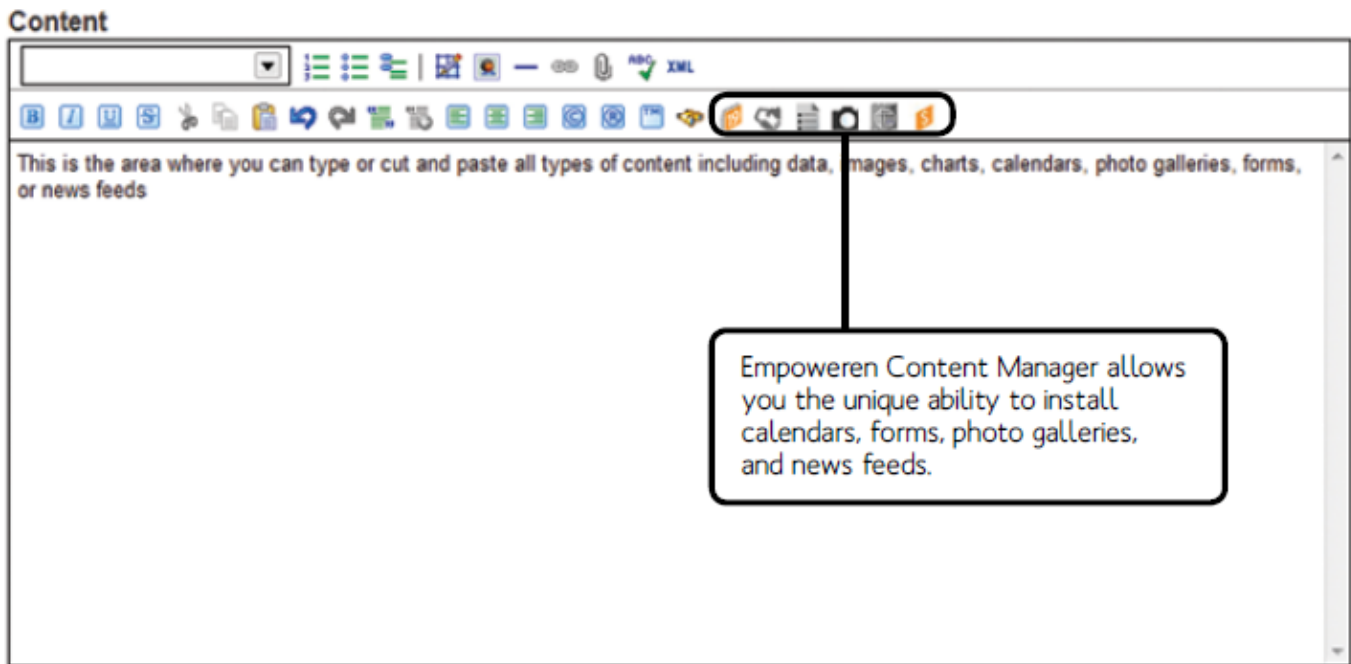 Content
ABC XML
B I U S
This is the area where you can type or cut and paste all types of content including data, images, charts, calendars, photo galleries, forms,
or news feeds
Empoweren Content Manager allows
you the unique ability to install
calendars, forms, photo galleries,
and news feeds.